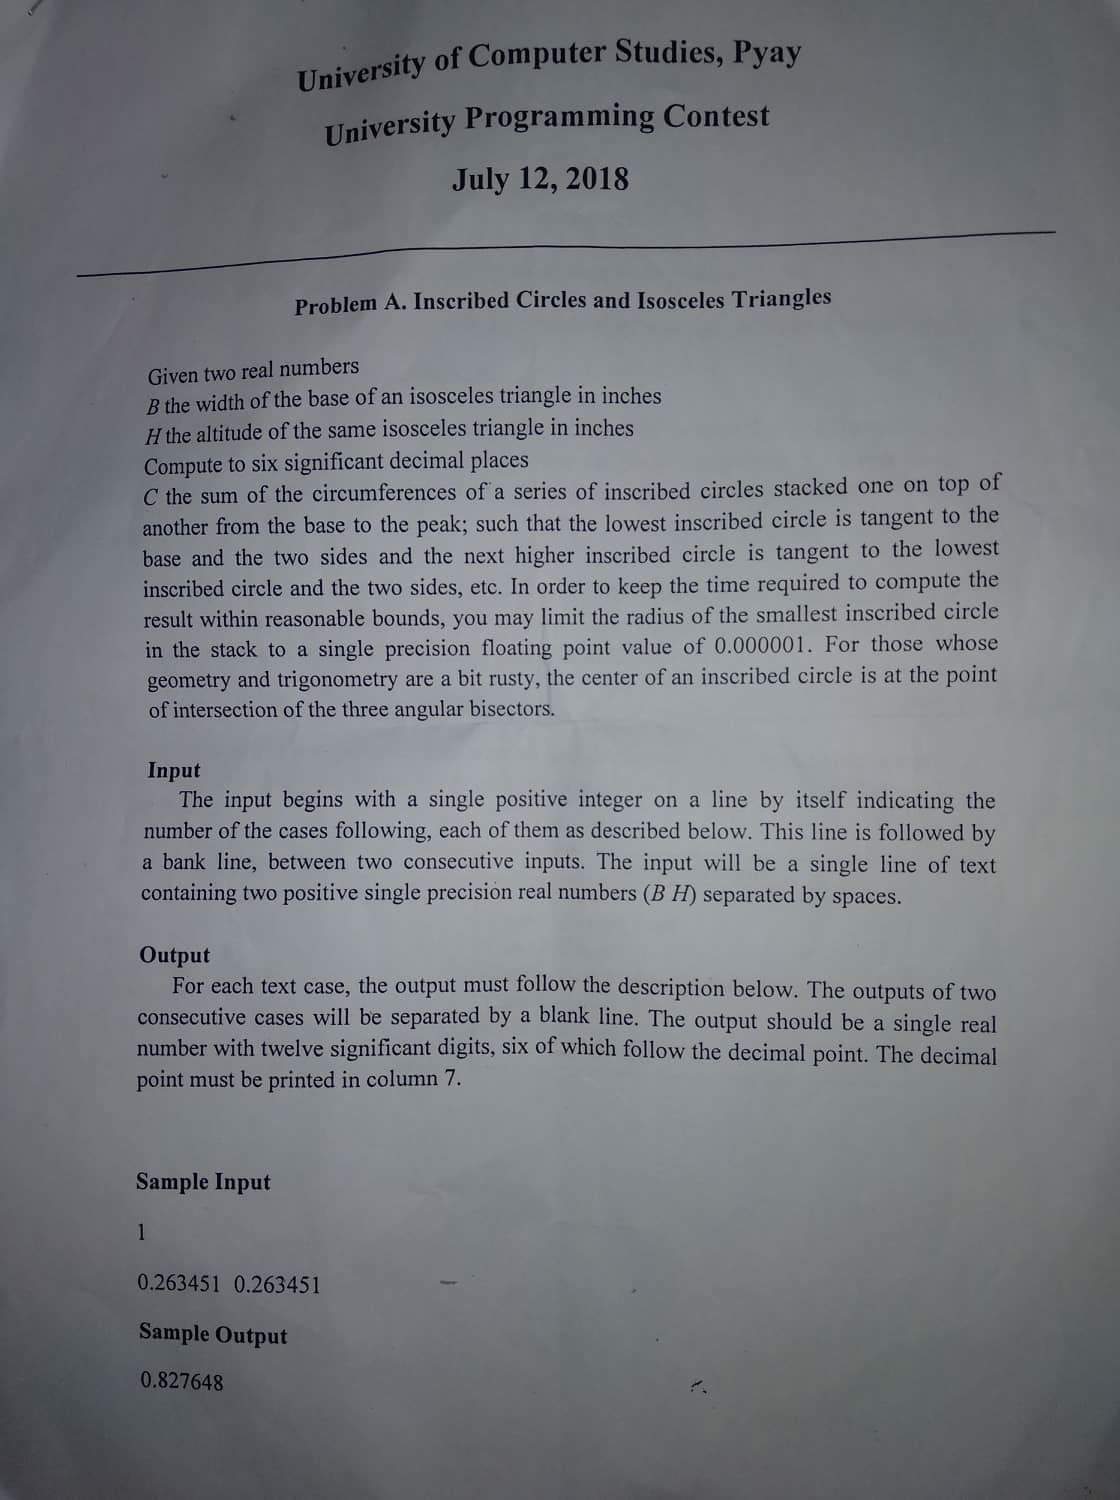 University of Computer Studies, Pyay
University Programming Contest
July 12, 2018
Problem A. Inscribed Circles and Isosceles Triangles
Given two real numbers
B the width of the base of an isosceles triangle in inches
H the altitude of the same isosceles triangle in inches
Compute to six significant decimal places
C the sum of the circumferences of a series of inscribed circles stacked one on top of
another from the base to the peak; such that the lowest inscribed circle is tangent to the
base and the two sides and the next higher inscribed circle is tangent to the lowest
inscribed circle and the two sides, etc. In order to keep the time required to compute the
result within reasonable bounds, you may limit the radius of the smallest inscribed circle
in the stack to a single precision floating point value of 0.000001. For those whose
geometry and trigonometry are a bit rusty, the center of an inscribed circle is at the point
of intersection of the three angular bisectors.
Input
The input begins with a single positive integer on a line by itself indicating the
number of the cases following, each of them as described below. This line is followed by
a bank line, between two consecutive inputs. The input will be a single line of text
containing two positive single precision real numbers (B H) separated by spaces.
Output
For each text case, the output must follow the description below. The outputs of two
consecutive cases will be separated by a blank line. The output should be a single real
number with twelve significant digits, six of which follow the decimal point. The decimal
point must be printed in column 7.
Sample Input
1
0.263451 0.263451
Sample Output
0.827648